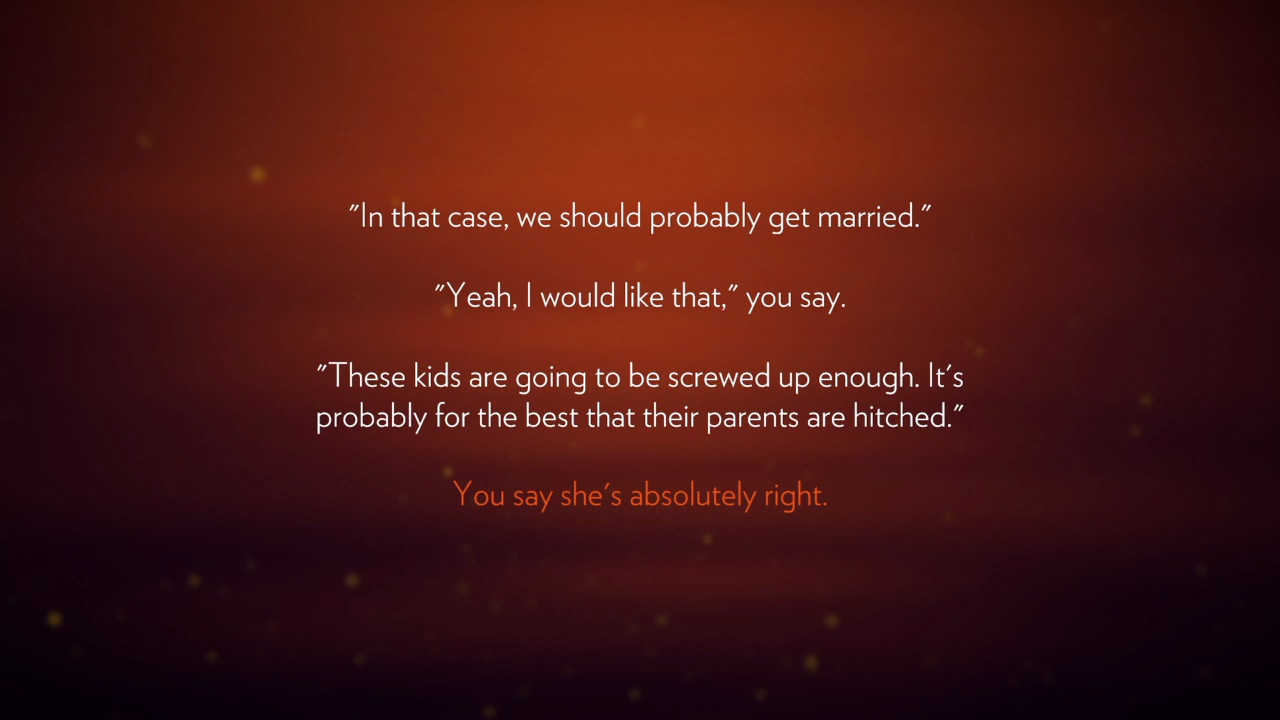 "In that case, we should probably get married."
"Yeah, I would like that," you say.
"These kids are going to be screwed up enough. It's
probably for the best that their parents are hitched."
You say she's absolutely right.